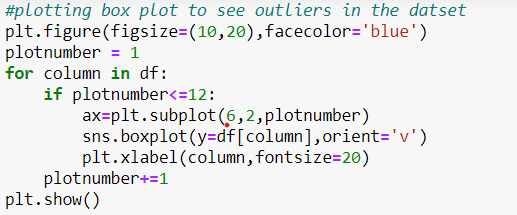 #plotting box plot to see outliers in the datset
plt.figure(figsize=(10,20),facecolor='blue')
plotnumber = 1
for column in df:
    if plotnumber<=12:
        ax=plt.subplot(6,2,plotnumber)
        sns.boxplot(y=df[column],orient='v')
        plt.xlabel(column,fontsize=20)
    plotnumber+=1
plt.show()